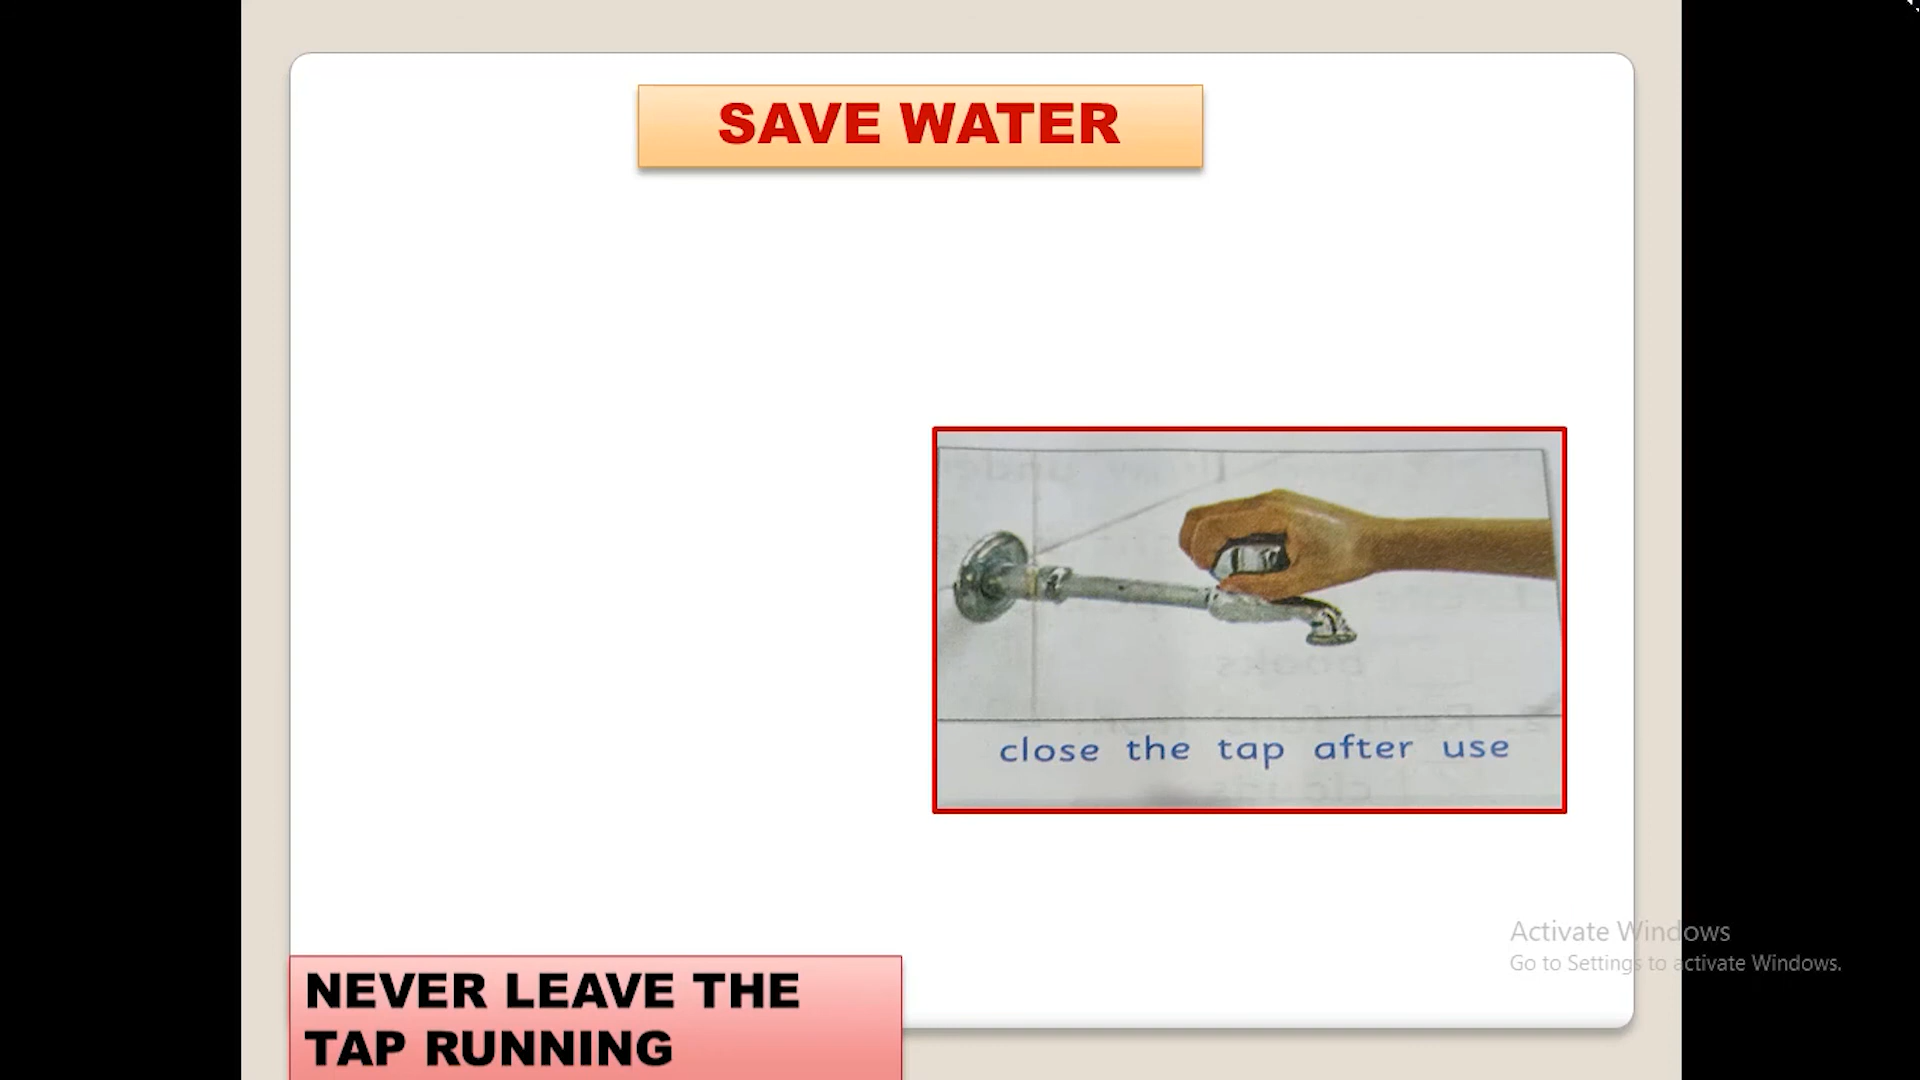 SAVE WATER
close the tap after use
NEVER LEAVE THE
TAP RUNNING
Activate Windows
Go to Settings to activate Windows.